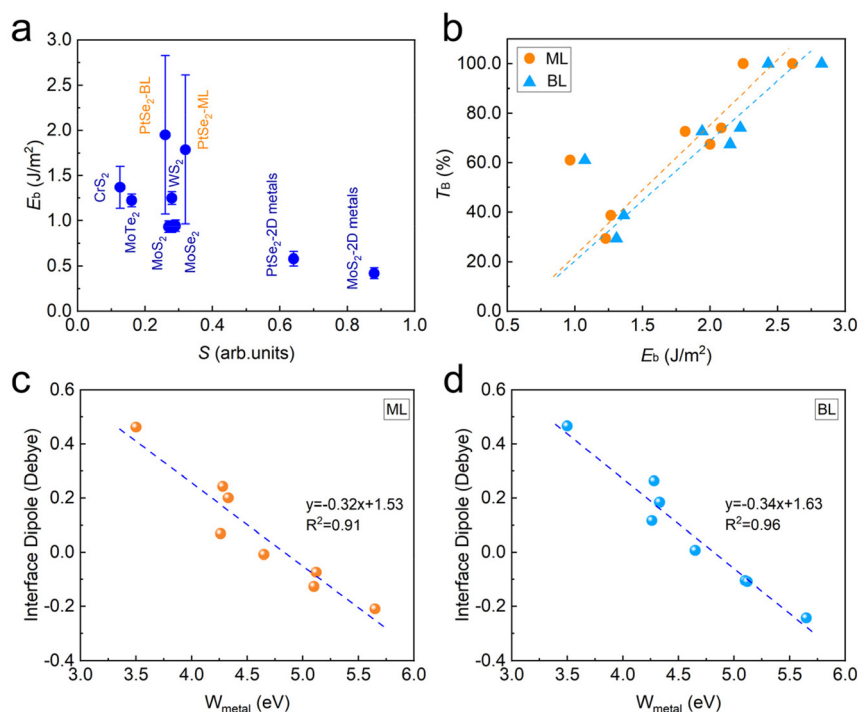 a
3.0
2.5
2.0
1.5
1.0
0.5
0.0
E_b (J/m²)
CrS₂
MoTe₂
PtSe₂-BL
MoS₂
WS₂
MoSe₂
PtSe₂-ML
PtSe₂-2D metals
MoS₂-2D metals
0.0 0.2 0.4 0.6 0.8 1.0
S (arb.units)
b
ML
BL
100.0
80.0
60.0
40.0
20.0
0.0
T_B (%)
0.5 1.0 1.5 2.0 2.5 3.0
E_b (J/m²)
c
0.6
0.4
0.2
0.0
-0.2
-0.4
Interface Dipole (Debye)
ML
y=-0.32x+1.53
R²=0.91
3.0 3.5 4.0 4.5 5.0 5.5 6.0
W_metal (eV)
d
0.6
0.4
0.2
0.0
-0.2
-0.4
Interface Dipole (Debye)
BL
y=-0.34x+1.63
R²=0.96
3.0 3.5 4.0 4.5 5.0 5.5 6.0
W_metal (eV)